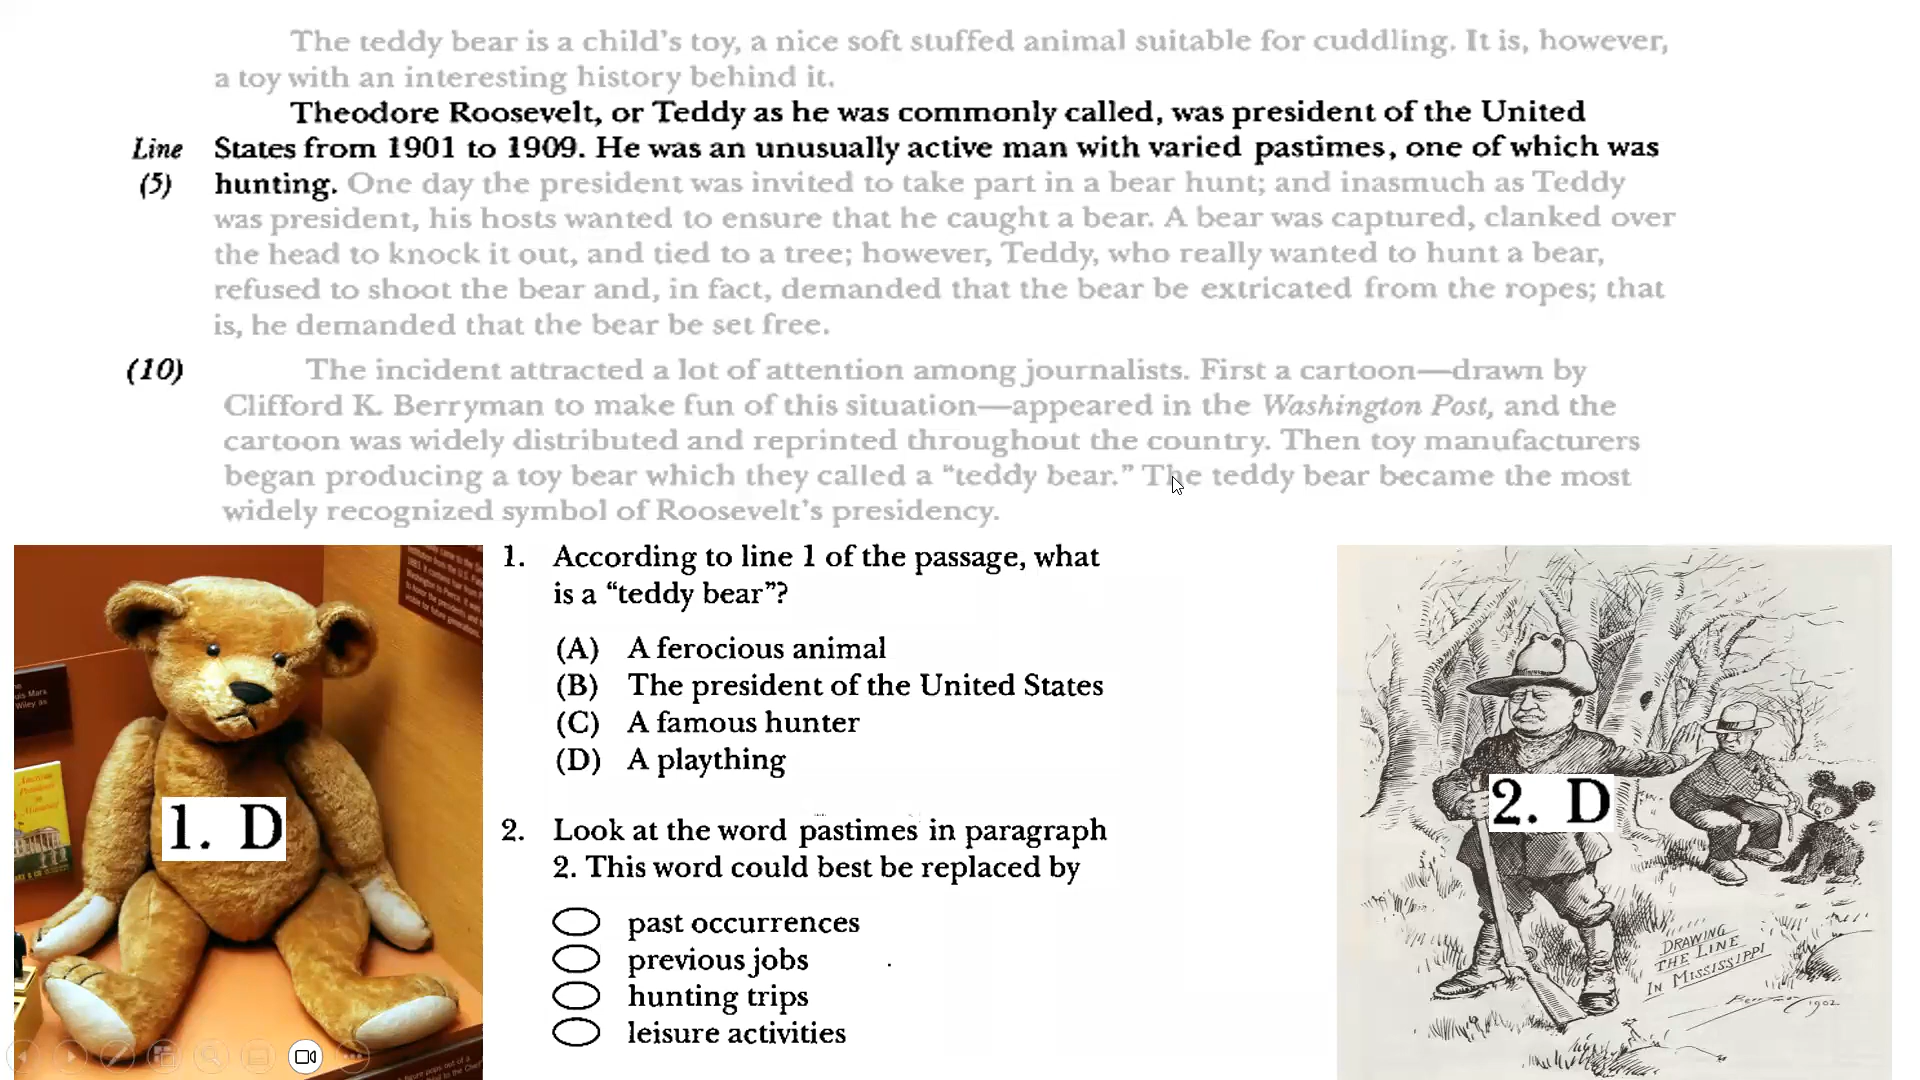 The teddy bear is a child's toy, a nice soft stuffed animal suitable for cuddling. It is, however,
a toy with an interesting history behind it.
Theodore Roosevelt, or Teddy as he was commonly called, was president of the United
Line States from 1901 to 1909. He was an unusually active man with varied pastimes, one of which was
(5) hunting. One day the president was invited to take part in a bear hunt; and inasmuch as Teddy
was president, his hosts wanted to ensure that he caught a bear. A bear was captured, clanked over
the head to knock it out, and tied to a tree; however, Teddy, who really wanted to hunt a bear,
refused to shoot the bear and, in fact, demanded that the bear be extricated from the ropes; that
is, he demanded that the bear be set free.
(10) The incident attracted a lot of attention among journalists. First a cartoon—drawn by
Clifford K. Berryman to make fun of this situation—appeared in the Washington Post, and the
cartoon was widely distributed and reprinted throughout the country. Then toy manufacturers
began producing a toy bear which they called a "teddy bear." The teddy bear became the most
widely recognized symbol of Roosevelt's presidency.
1. According to line 1 of the passage, what
is a "teddy bear"?
(A) A ferocious animal
(B) The president of the United States
(C) A famous hunter
(D) A plaything
2. Look at the word pastimes in paragraph
2. This word could best be replaced by
past occurrences
previous jobs
hunting trips
leisure activities
1. D
2. D
DRAWING
THE LINE
IN MISSISSIPPI
1902